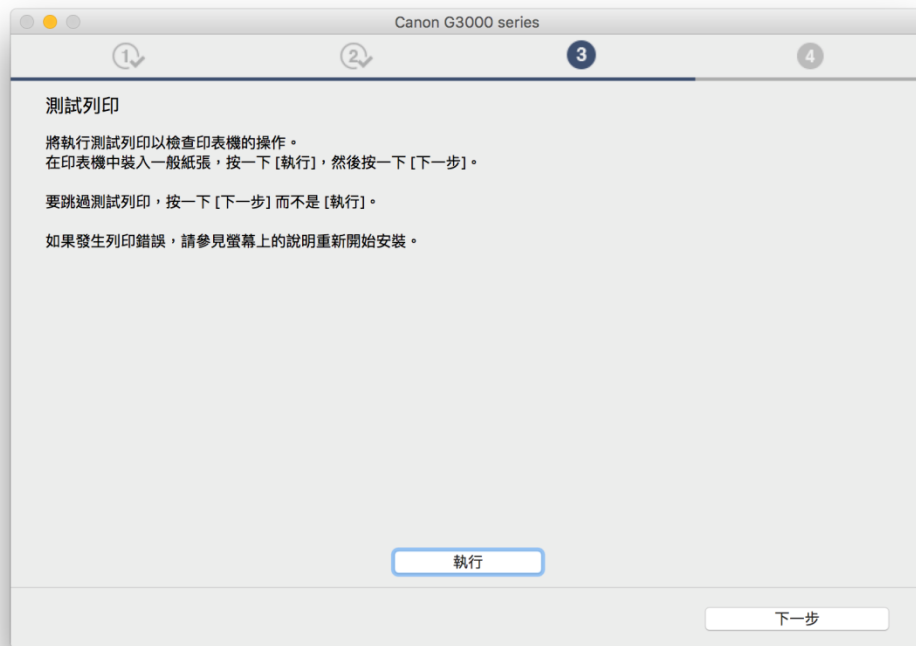 Canon G3000 series
1 2 3 4
測試列印
將執行測試列印以檢查印表機的操作。
在印表機中裝入一般紙張，按一下 [執行]，然後按一下 [下一步]。
要跳過測試列印，按一下 [下一步] 而不是 [執行]。
如果發生列印錯誤，請參見螢幕上的說明重新開始安裝。
執行
下一步